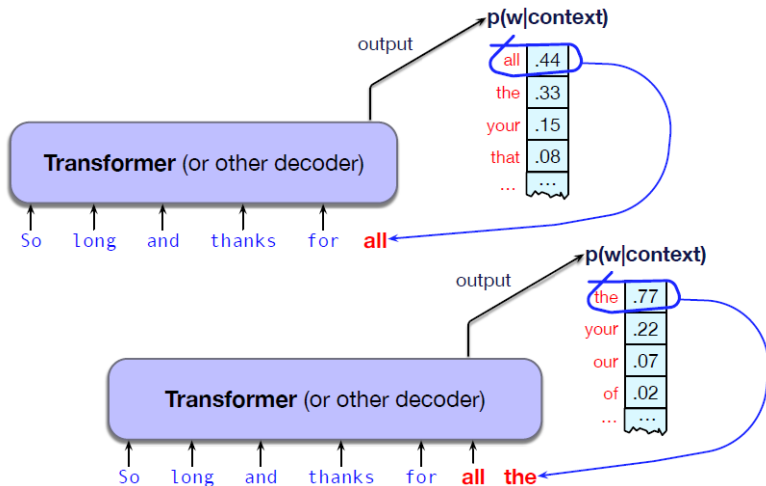 p(w|context)
output
all .44
the .33
your .15
that .08
... ...
Transformer (or other decoder)
So long and thanks for all
p(w|context)
output
the .77
your .22
our .07
of .02
... ...
Transformer (or other decoder)
So long and thanks for all the